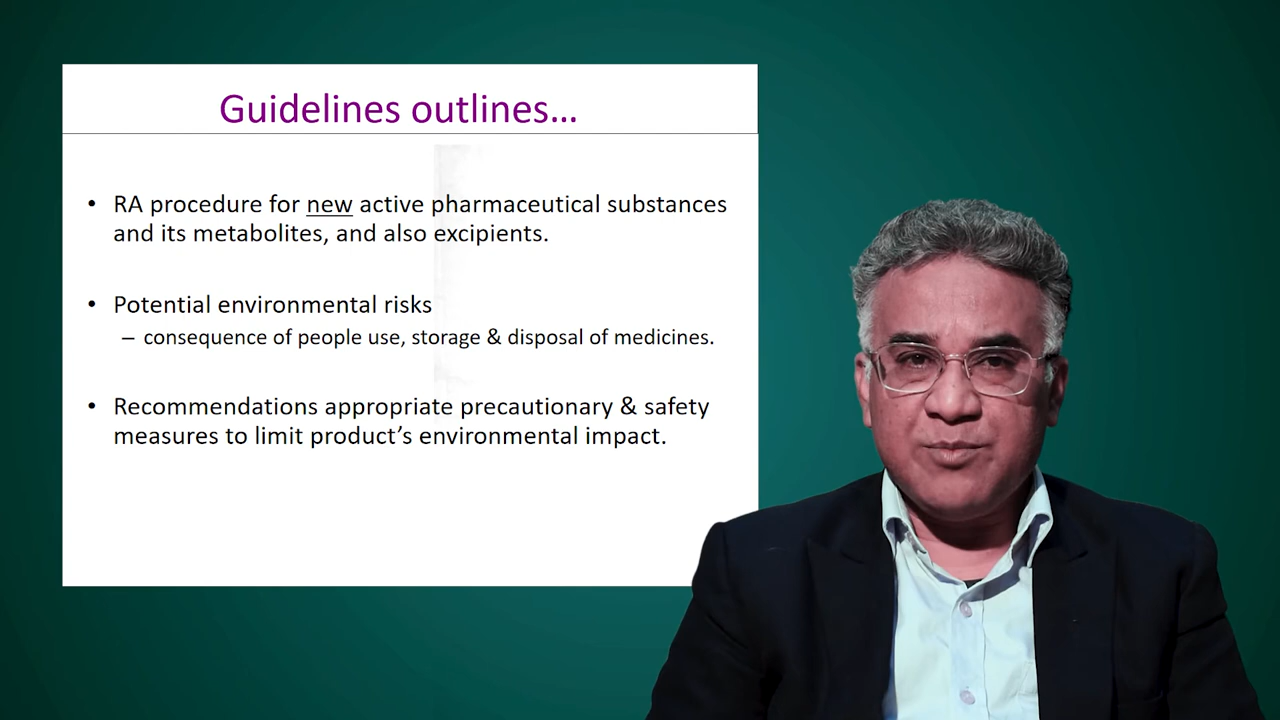 Guidelines outlines…
• RA procedure for new active pharmaceutical substances
and its metabolites, and also excipients.
• Potential environmental risks
– consequence of people use, storage & disposal of medicines.
• Recommendations appropriate precautionary & safety
measures to limit product’s environmental impact.